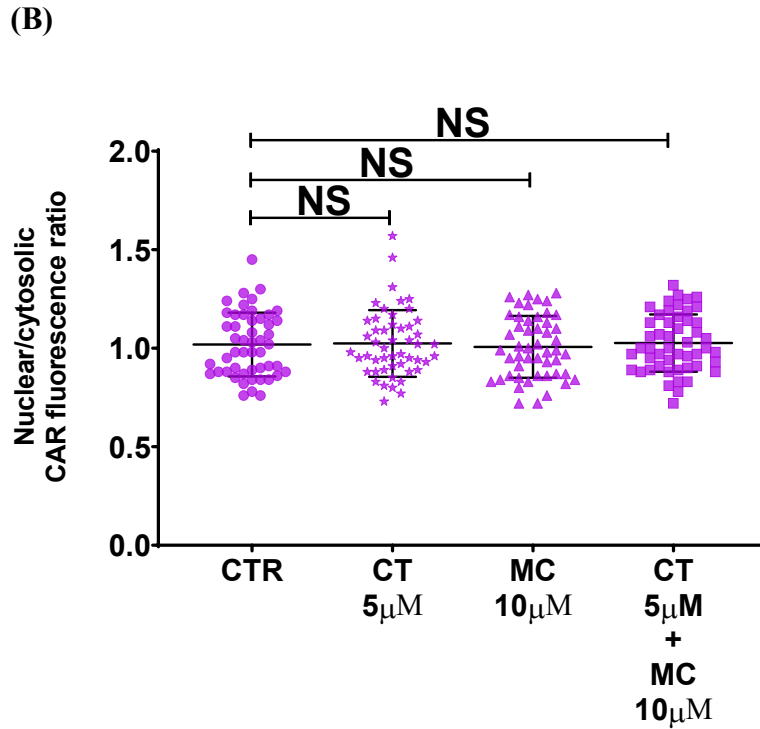 (B)
Nuclear/cytosolic
CAR fluorescence ratio
2.0
1.5
1.0
0.5
0.0
NS
NS
NS
CTR
CT
5μM
MC
10μM
CT
5μM
+
MC
10μM